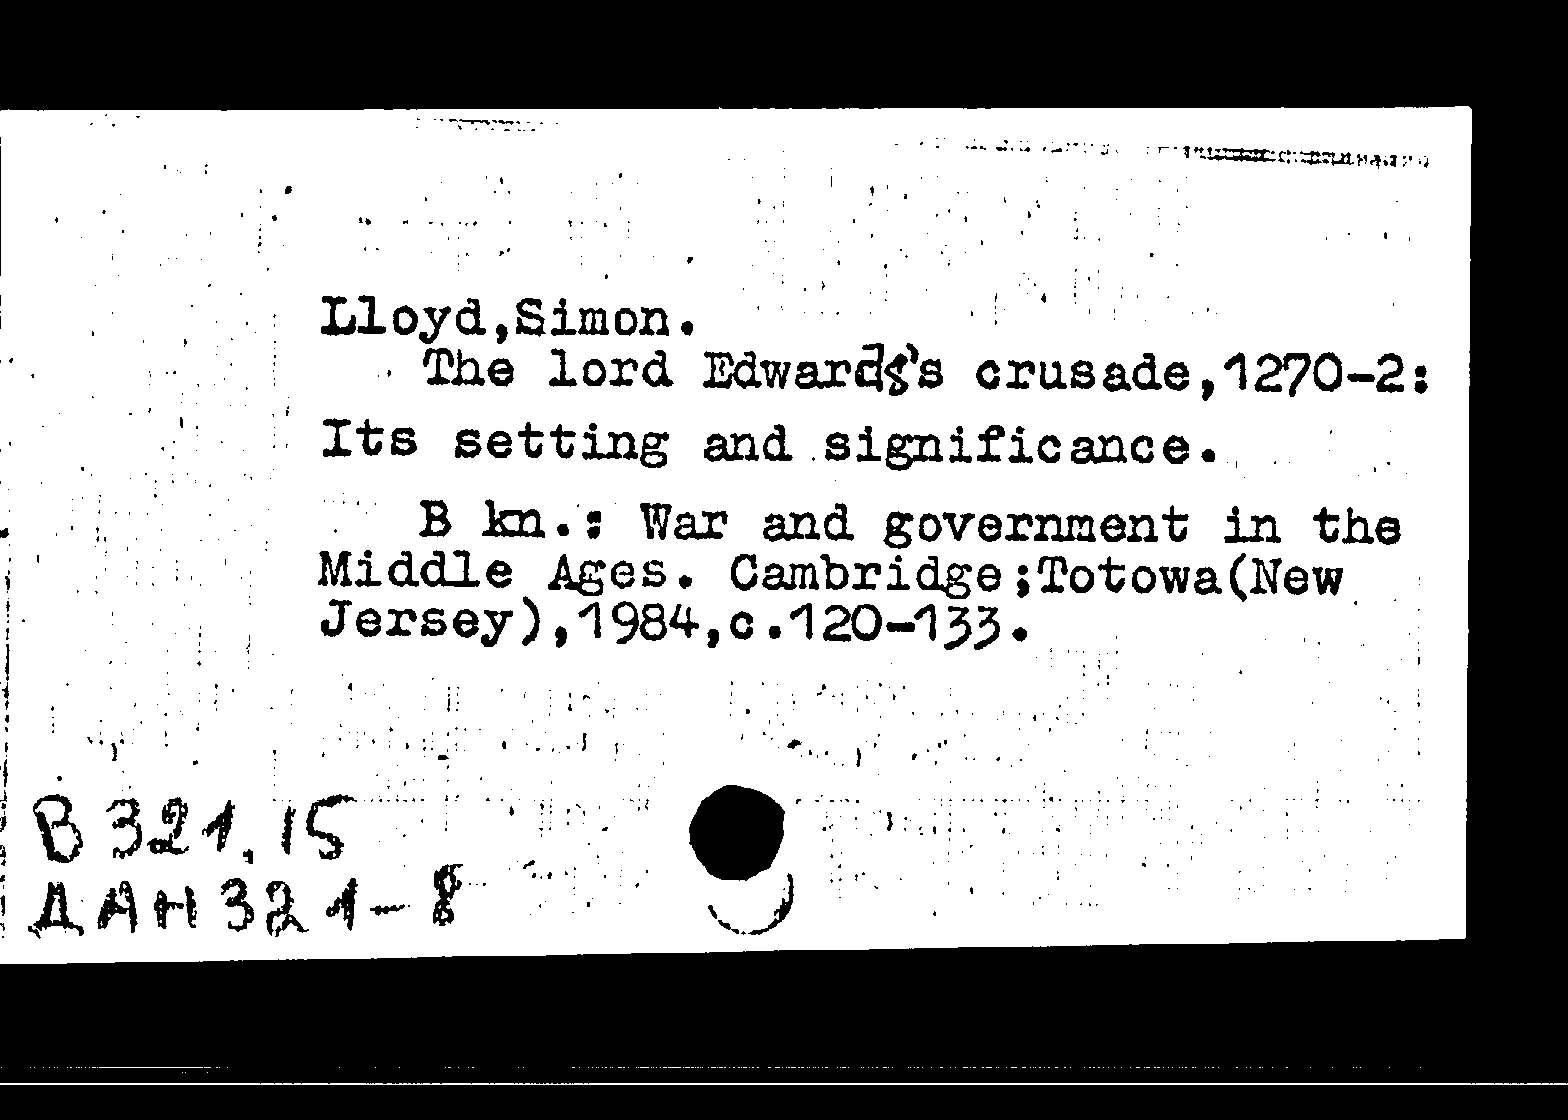 Lloyd,Simon.
The lord Edward's crusade,1270-2:
Its setting and significance.
B kn.: War and government in the
Middle Ages. Cambridge;Totowa(New
Jersey),1984,c.120-133.
В 321.15
ДАН 321-8